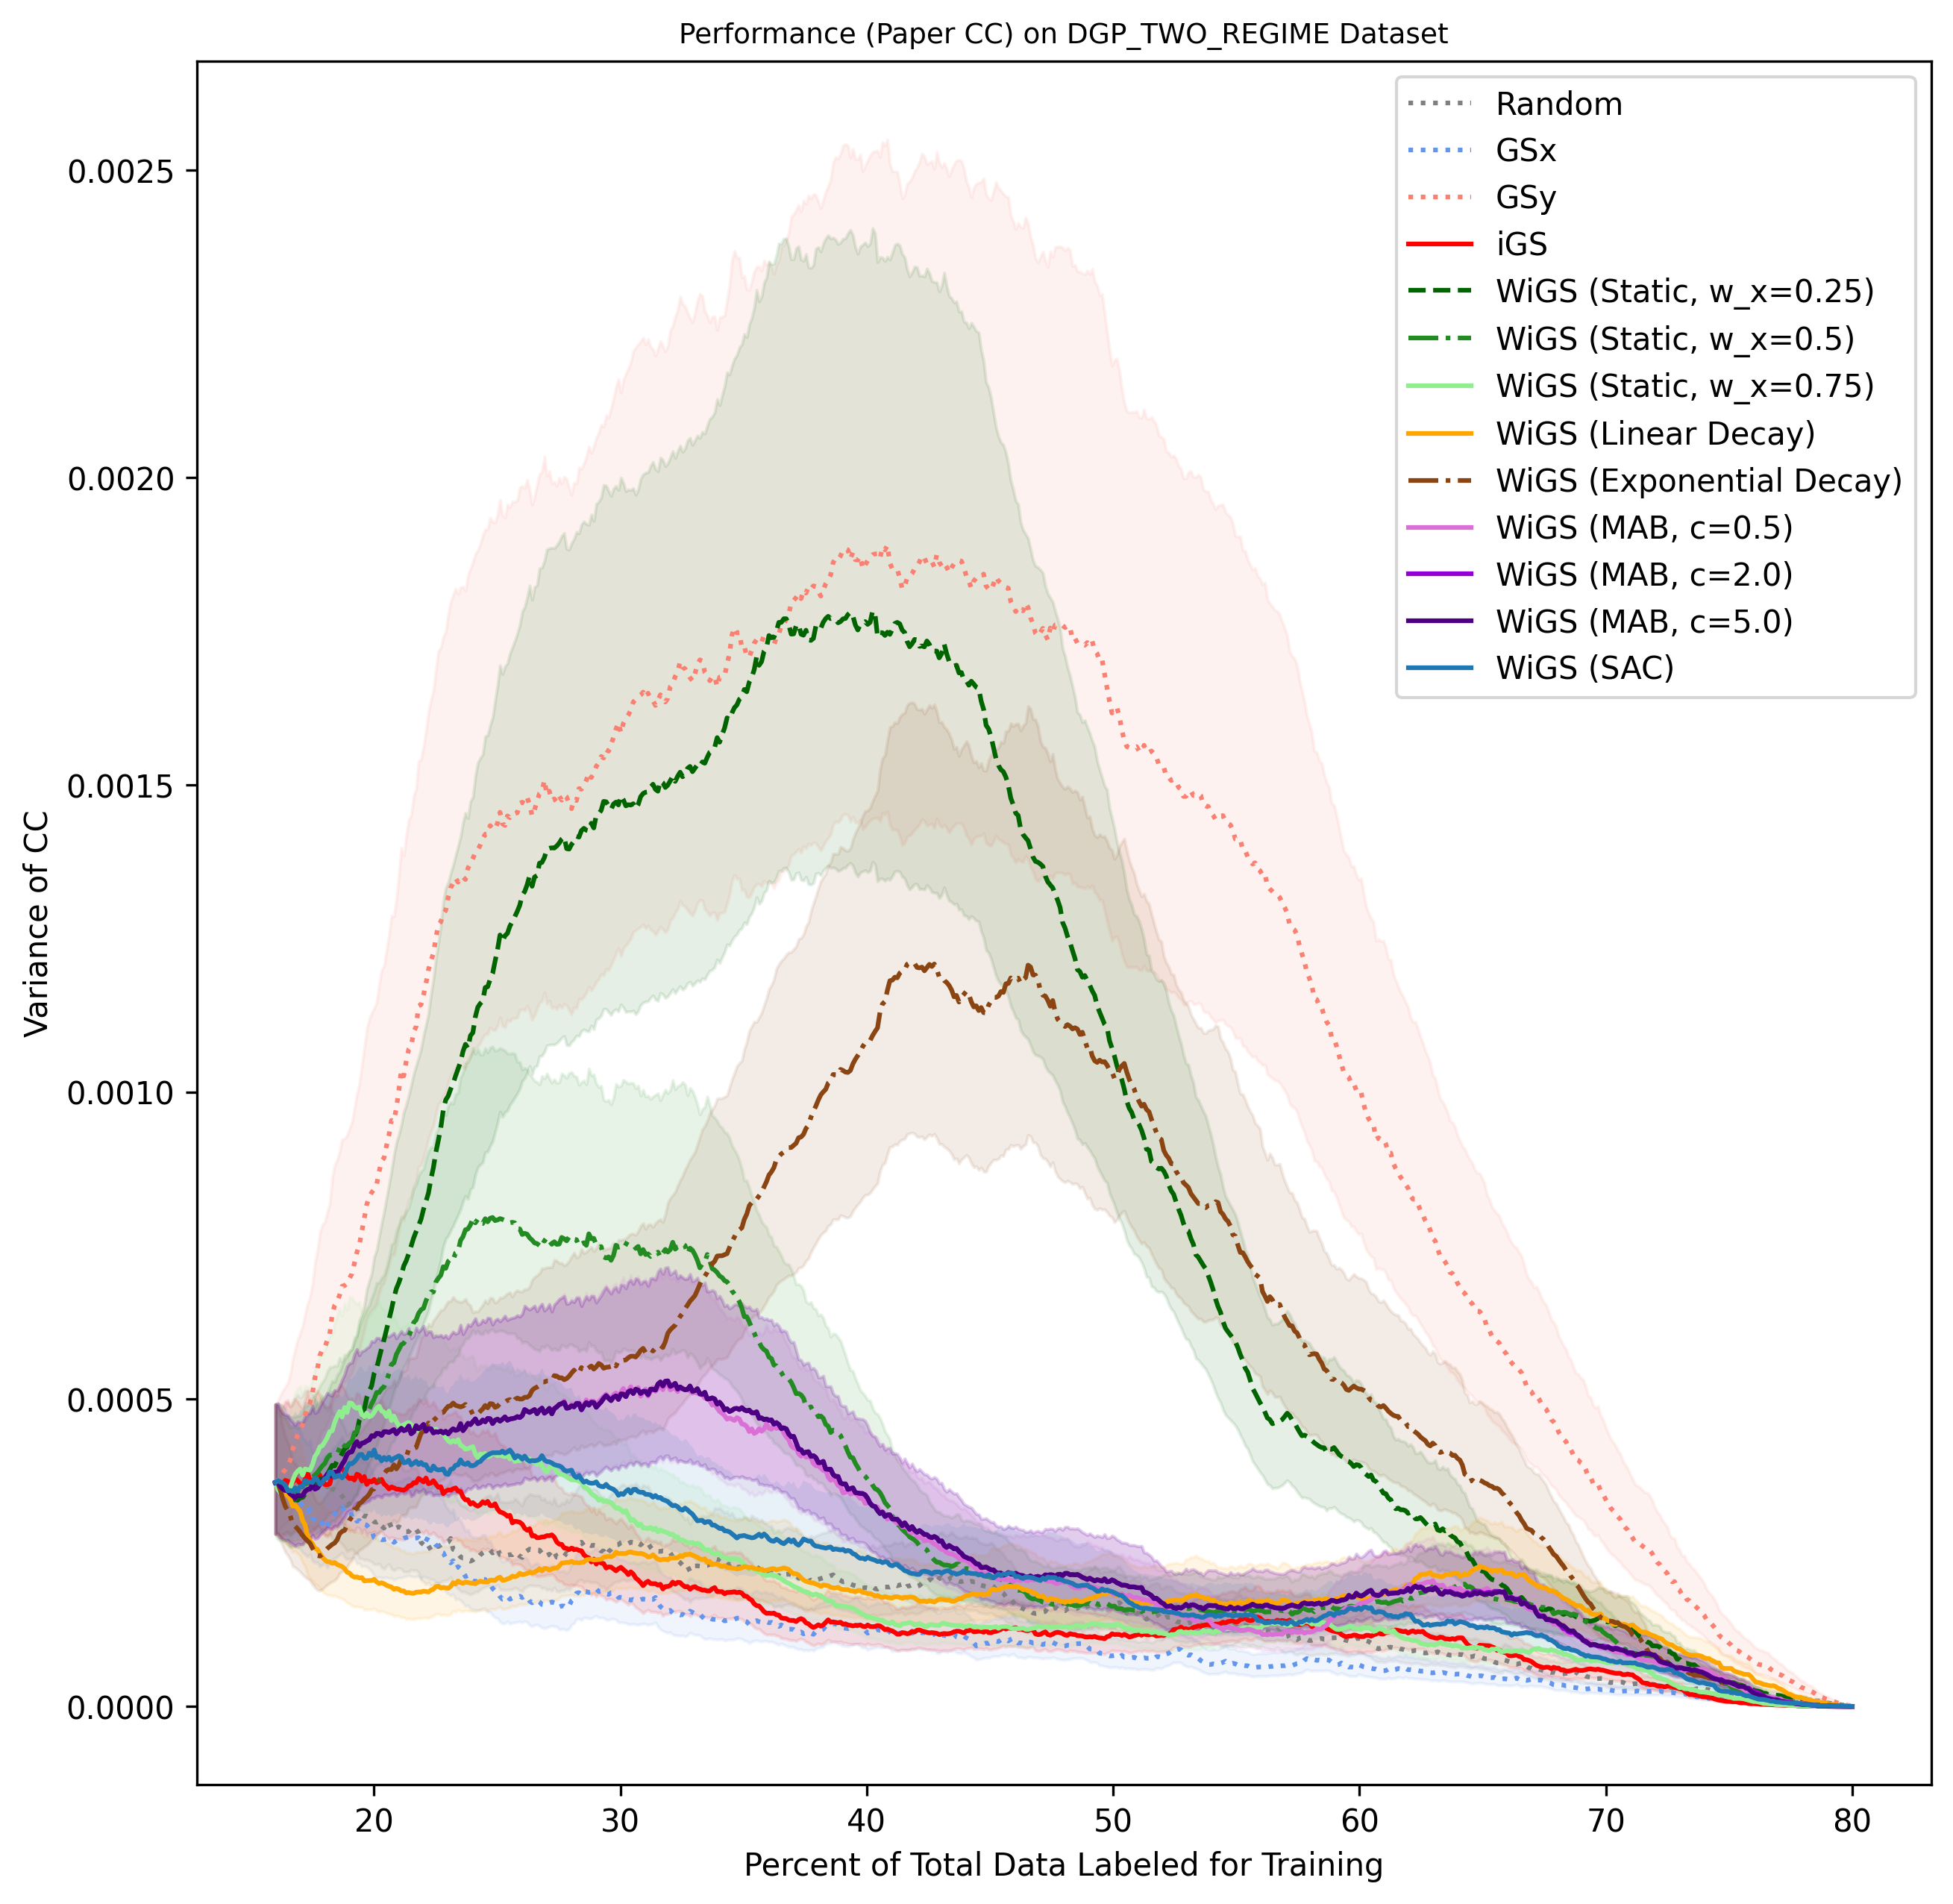 Performance (Paper CC) on DGP_TWO_REGIME Dataset
Variance of CC
0.0025
0.0020
0.0015
0.0010
0.0005
0.0000
Random
GSx
GSy
iGS
WiGS (Static, w_x=0.25)
WiGS (Static, w_x=0.5)
WiGS (Static, w_x=0.75)
WiGS (Linear Decay)
WiGS (Exponential Decay)
WiGS (MAB, c=0.5)
WiGS (MAB, c=2.0)
WiGS (MAB, c=5.0)
WiGS (SAC)
20 30 40 50 60 70 80
Percent of Total Data Labeled for Training